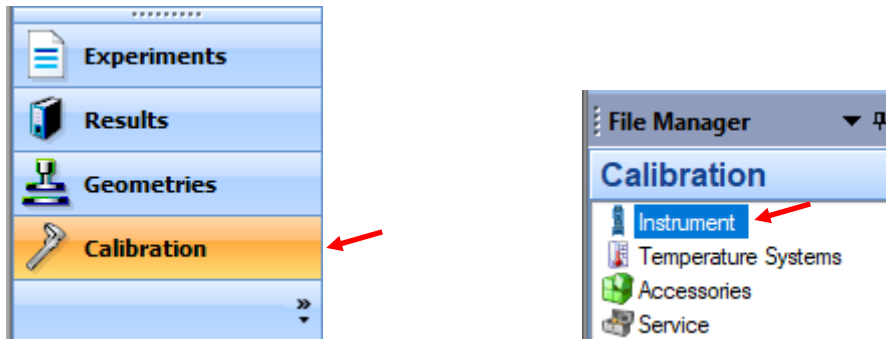 Experiments
Results
Geometries
Calibration
File Manager
Calibration
Instrument
Temperature Systems
Accessories
Service